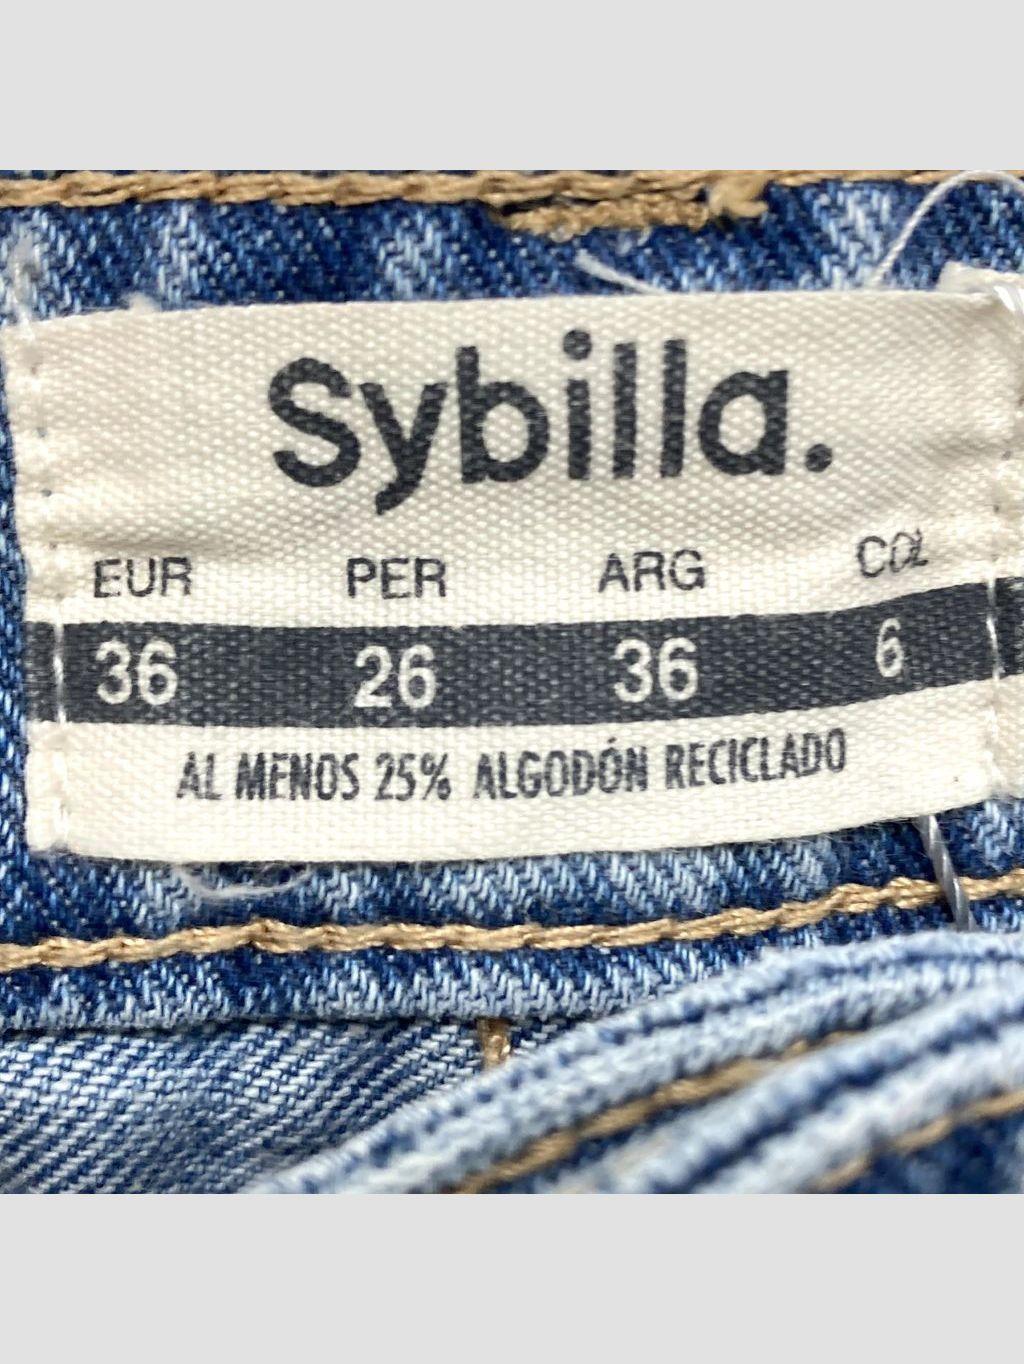 Sybilla.
EUR PER ARG COL
36 26 36 6
AL MENOS 25% ALGODÓN RECICLADO